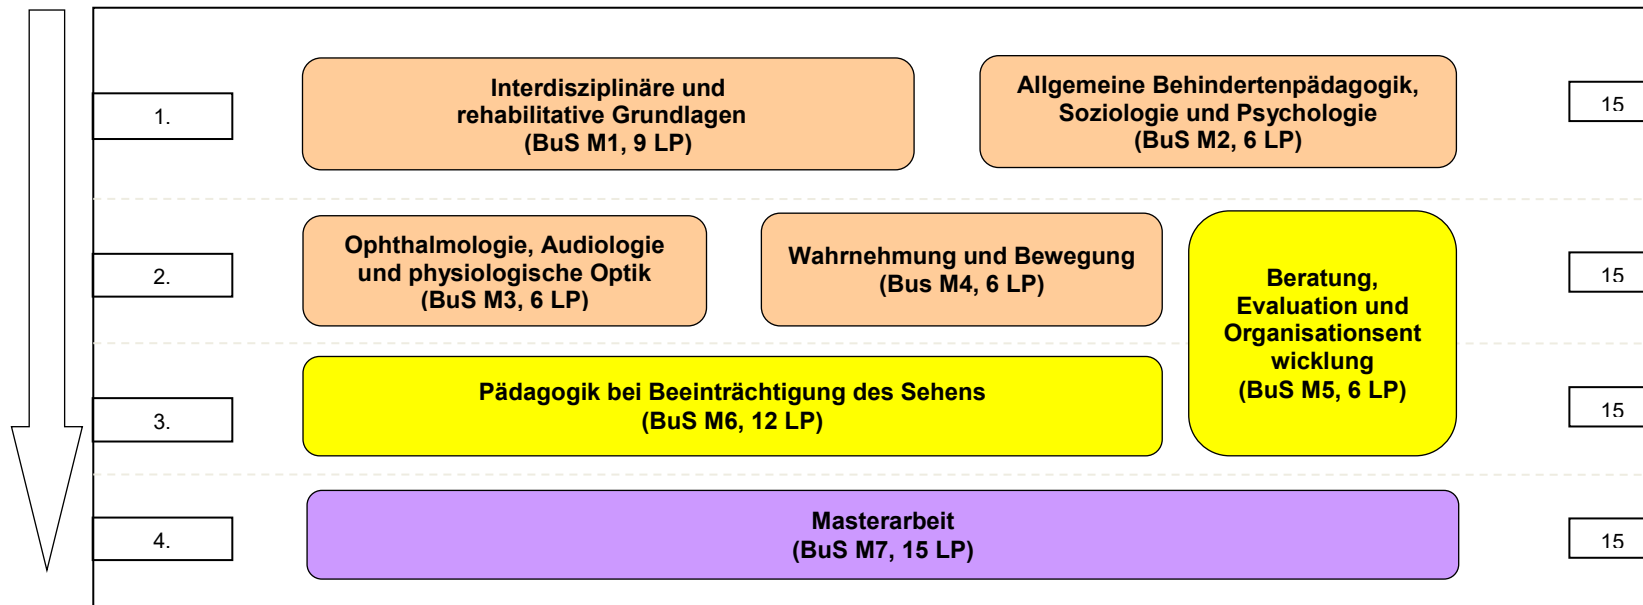 1.
Interdisziplinäre und
rehabilitative Grundlagen
(BuS M1, 9 LP)
Allgemeine Behindertenpädagogik,
Soziologie und Psychologie
(BuS M2, 6 LP)
15
2.
Ophthalmologie, Audiologie
und physiologische Optik
(BuS M3, 6 LP)
Wahrnehmung und Bewegung
(Bus M4, 6 LP)
Beratung,
Evaluation und
Organisationsent
wicklung
(BuS M5, 6 LP)
15
3.
Pädagogik bei Beeinträchtigung des Sehens
(BuS M6, 12 LP)
15
4.
Masterarbeit
(BuS M7, 15 LP)
15